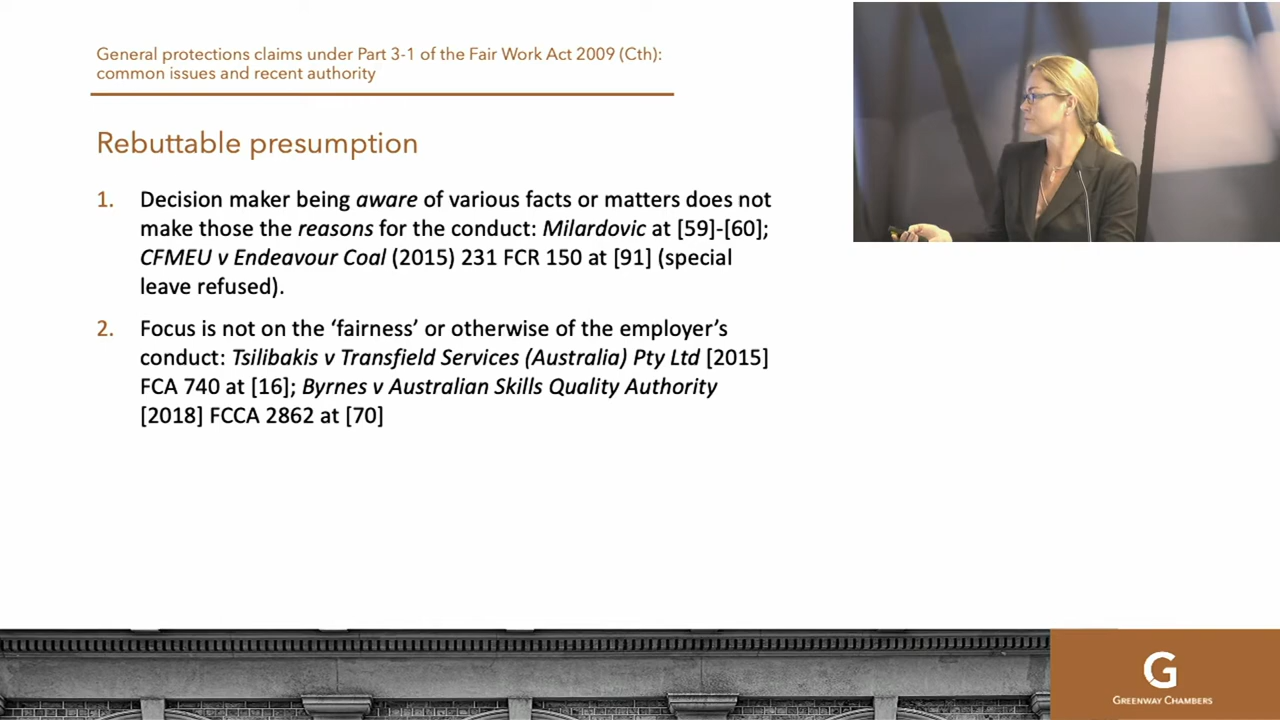 General protections claims under Part 3-1 of the Fair Work Act 2009 (Cth):
common issues and recent authority
Rebuttable presumption
1. Decision maker being aware of various facts or matters does not
make those the reasons for the conduct: Milardovic at [59]-[60];
CFMEU v Endeavour Coal (2015) 231 FCR 150 at [91] (special
leave refused).
2. Focus is not on the ‘fairness’ or otherwise of the employer’s
conduct: Tsilibakis v Transfield Services (Australia) Pty Ltd [2015]
FCA 740 at [16]; Byrnes v Australian Skills Quality Authority
[2018] FCCA 2862 at [70]
G
GREENWAY CHAMBERS